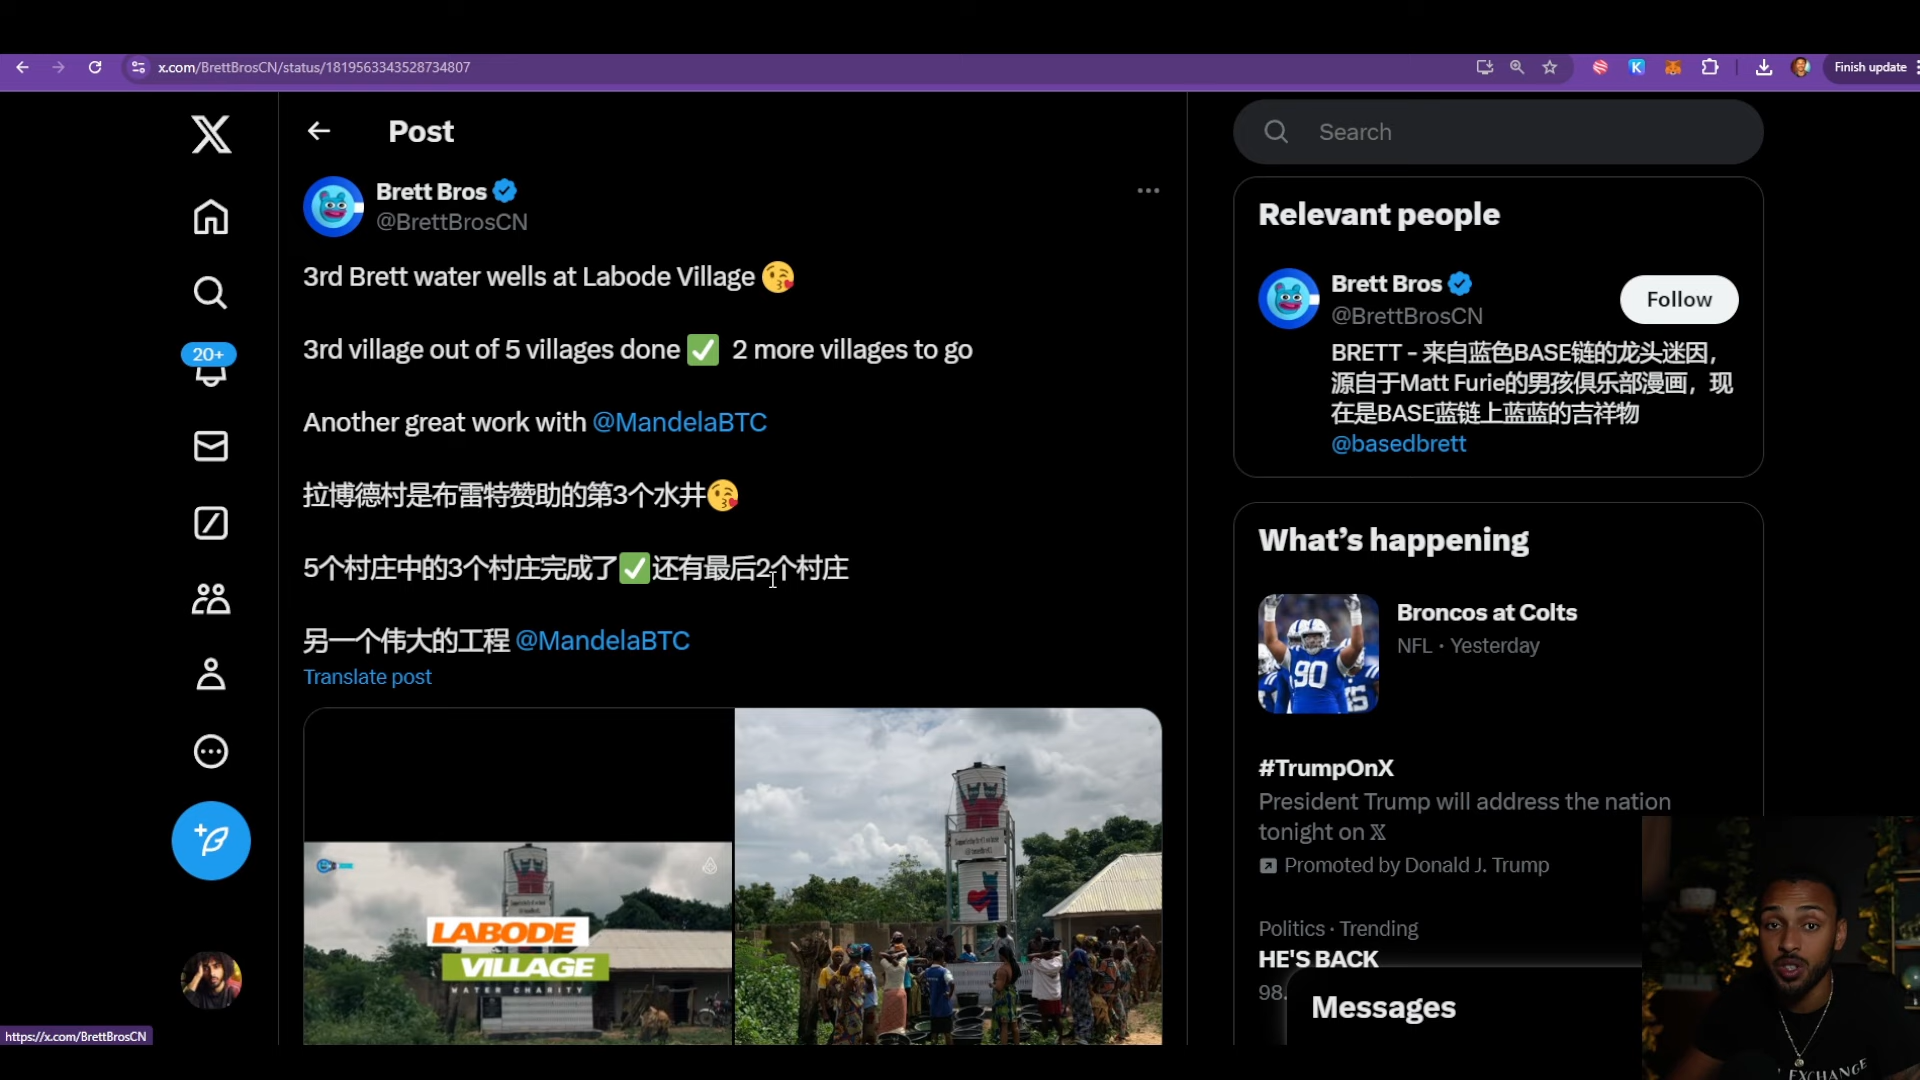 x.com/BrettBrosCN/status/1819563343528734807
Finish update
Post
Search
Brett Bros
@BrettBrosCN
3rd Brett water wells at Labode Village 😘
3rd village out of 5 villages done ✅ 2 more villages to go
Another great work with @MandelaBTC
拉博德村是布雷特赞助的第3个水井😘
5个村庄中的3个村庄完成了✅还有最后2个村庄
另一个伟大的工程 @MandelaBTC
Translate post
LABODE
VILLAGE
WATER CHARITY
20+
Relevant people
Brett Bros
@BrettBrosCN
Follow
BRETT - 来自蓝色BASE链的龙头迷因，
源自于Matt Furie的男孩俱乐部漫画，现
在是BASE蓝链上蓝蓝的吉祥物
@basedbrett
What's happening
Broncos at Colts
NFL · Yesterday
90
#TrumpOnX
President Trump will address the nation
tonight on 𝕏
Promoted by Donald J. Trump
Politics · Trending
HE'S BACK
98.
Messages
EXCHANGE
https://x.com/BrettBrosCN